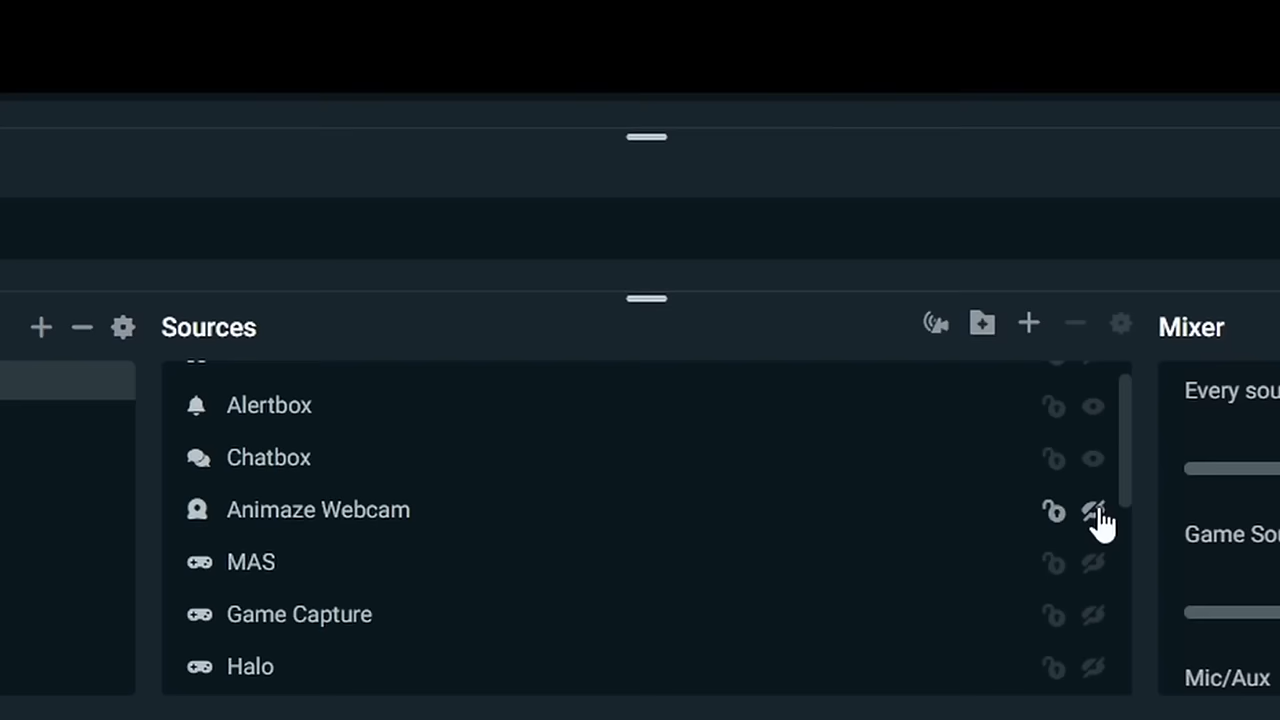 Sources
Mixer
Alertbox
Chatbox
Animaze Webcam
MAS
Game Capture
Halo
Every sou
Game Sou
Mic/Aux